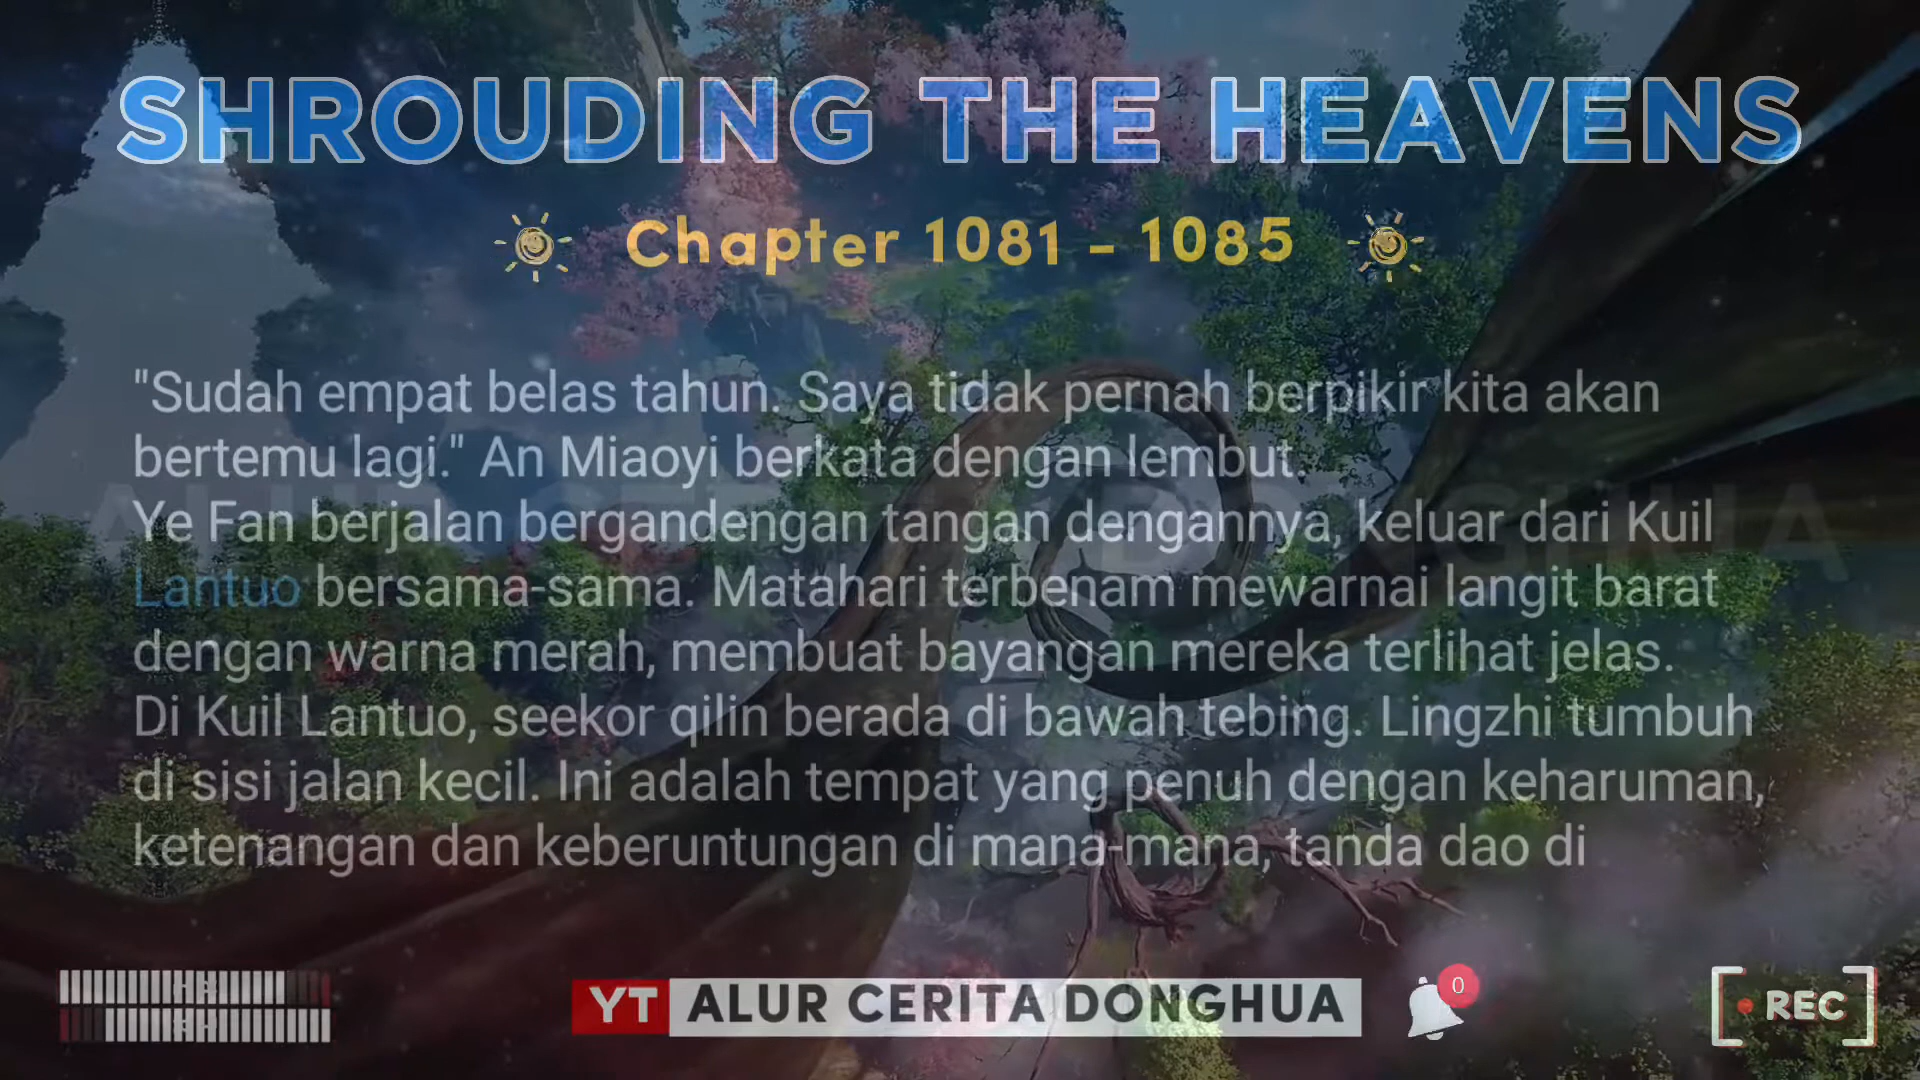 SHROUDING THE HEAVENS
Chapter 1081 - 1085
"Sudah empat belas tahun. Saya tidak pernah berpikir kita akan
bertemu lagi." An Miaoyi berkata dengan lembut.
Ye Fan berjalan bergandengan tangan dengannya, keluar dari Kuil
Lantuo bersama-sama. Matahari terbenam mewarnai langit barat
dengan warna merah, membuat bayangan mereka terlihat jelas.
Di Kuil Lantuo, seekor qilin berada di bawah tebing. Lingzhi tumbuh
di sisi jalan kecil. Ini adalah tempat yang penuh dengan keharuman,
ketenangan dan keberuntungan di mana-mana, tanda dao di
YT ALUR CERITA DONGHUA
0
REC